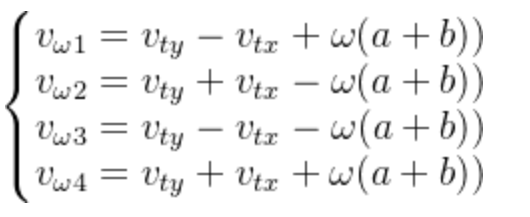 v_{ω1} = v_{ty} − v_{tx} + ω(a + b))
v_{ω2} = v_{ty} + v_{tx} − ω(a + b))
v_{ω3} = v_{ty} − v_{tx} − ω(a + b))
v_{ω4} = v_{ty} + v_{tx} + ω(a + b))